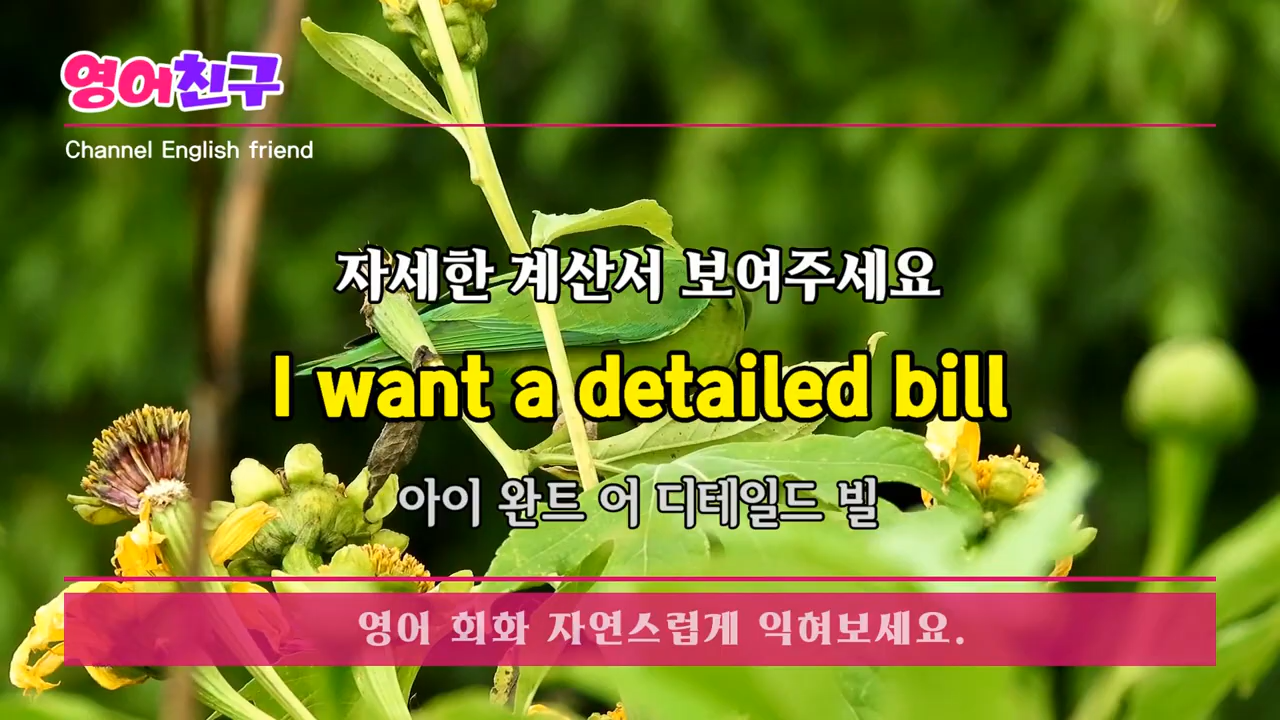 영어친구
Channel English friend
자세한 계산서 보여주세요
I want a detailed bill
아이 완트 어 디테일드 빌
영어 회화 자연스럽게 익혀보세요.